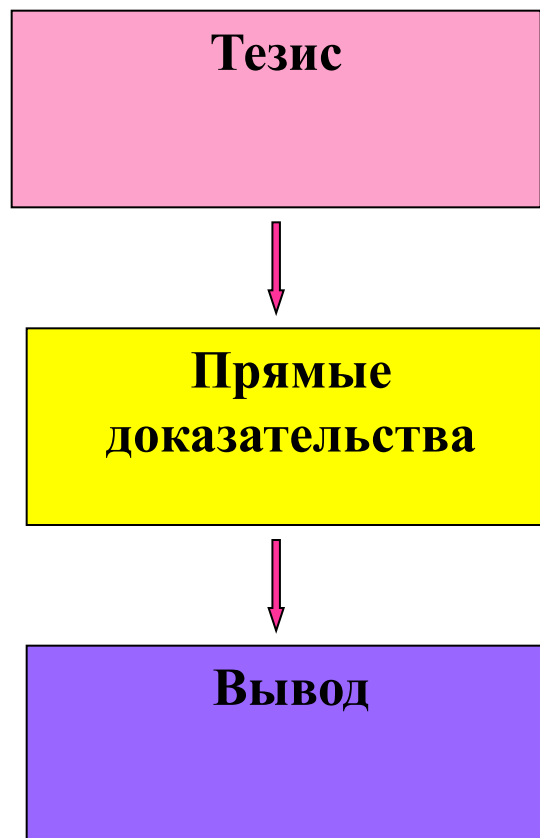 Тезис
Прямые
доказательства
Вывод